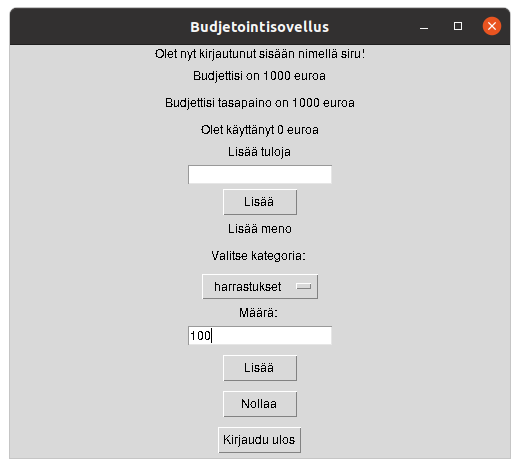 Budjetointisovellus
Olet nyt kirjautunut sisään nimellä siru!
Budjettisi on 1000 euroa
Budjettisi tasapaino on 1000 euroa
Olet käyttänyt 0 euroa
Lisää tuloja
Lisää
Lisää meno
Valitse kategoria:
harrastukset
Määrä:
100
Lisää
Nollaa
Kirjaudu ulos